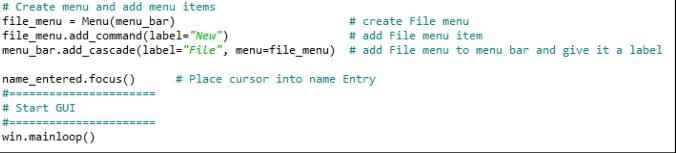 # Create menu and add menu items
file_menu = Menu(menu_bar) # create File menu
file_menu.add_command(label="New") # add File menu item
menu_bar.add_cascade(label="File", menu=file_menu) # add File menu to menu bar and give it a label
name_entered.focus() # Place cursor into name Entry
#======================
# Start GUI
#======================
win.mainloop()